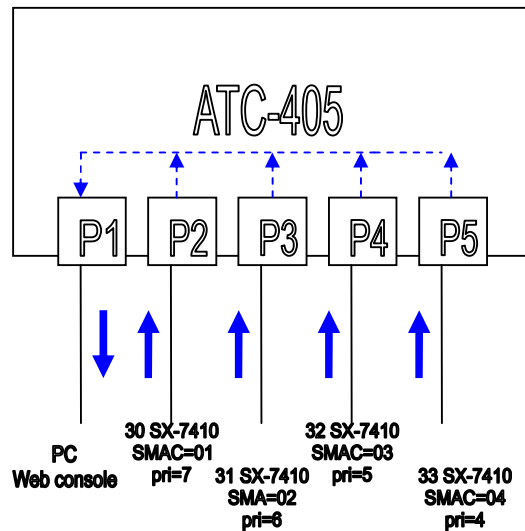 ATC-405
P1
P2
P3
P4
P5
PC
Web console
30 SX-7410
SMAC=01
pri=7
31 SX-7410
SMA=02
pri=6
32 SX-7410
SMAC=03
pri=5
33 SX-7410
SMAC=04
pri=4